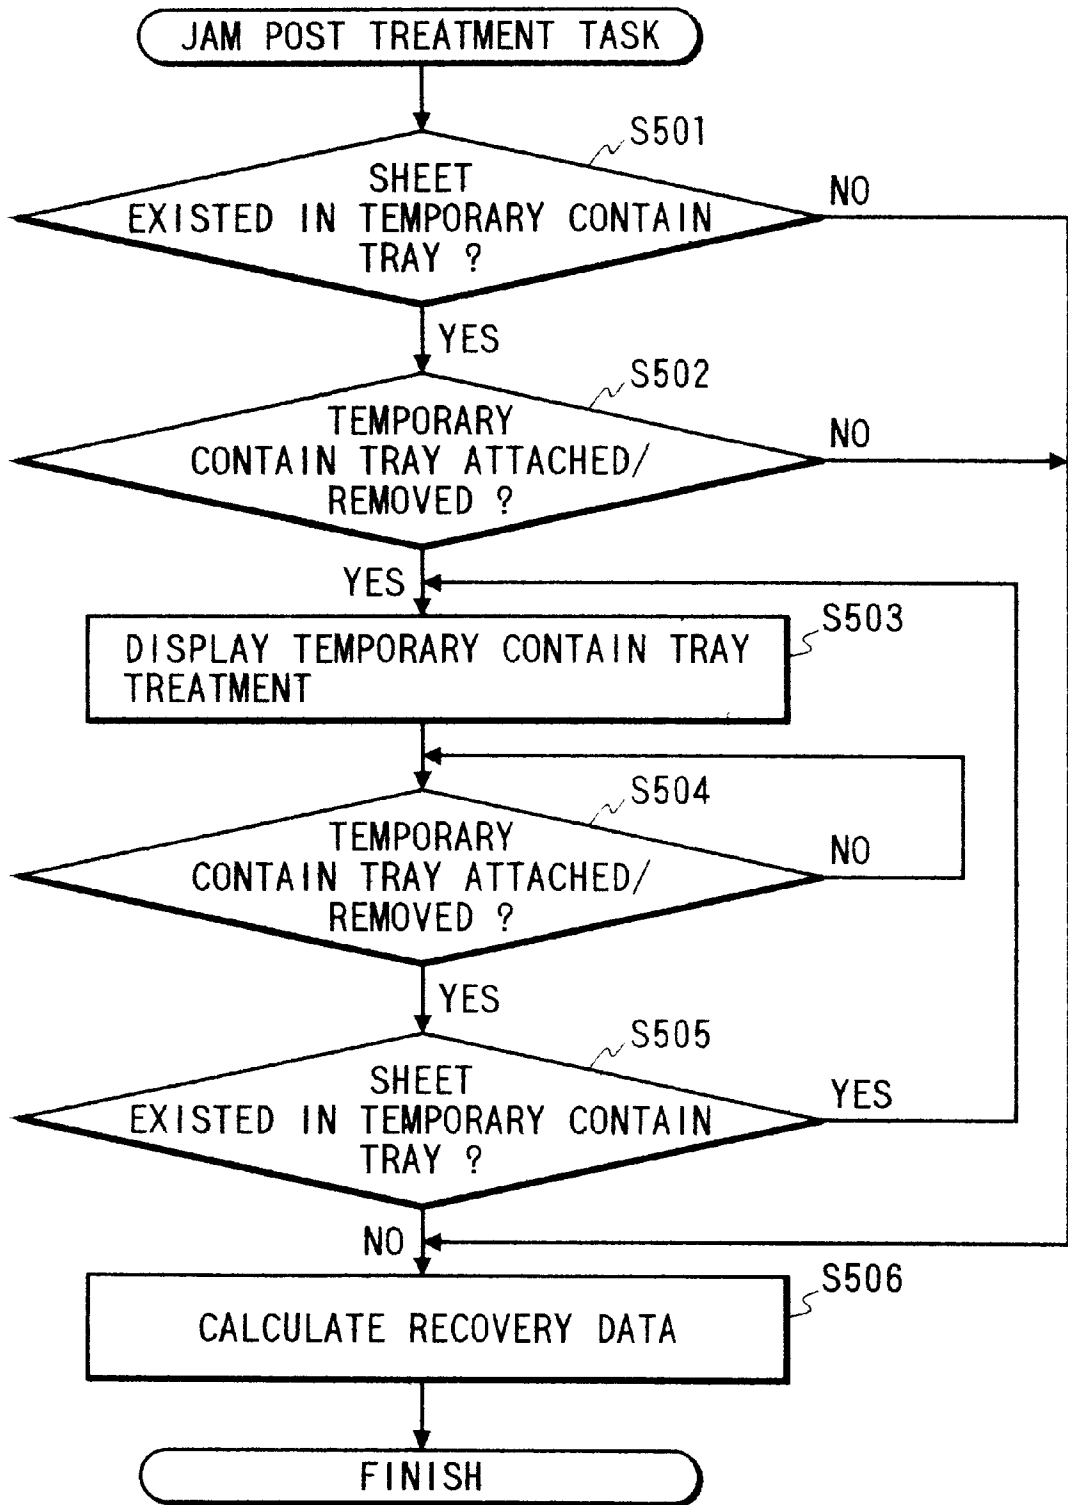 JAM POST TREATMENT TASK
S501
SHEET
EXISTED IN TEMPORARY CONTAIN
TRAY ?
NO
YES
S502
TEMPORARY
CONTAIN TRAY ATTACHED/
REMOVED ?
NO
YES
S503
DISPLAY TEMPORARY CONTAIN TRAY
TREATMENT
S504
TEMPORARY
CONTAIN TRAY ATTACHED/
REMOVED ?
NO
YES
S505
SHEET
EXISTED IN TEMPORARY CONTAIN
TRAY ?
YES
NO
S506
CALCULATE RECOVERY DATA
FINISH